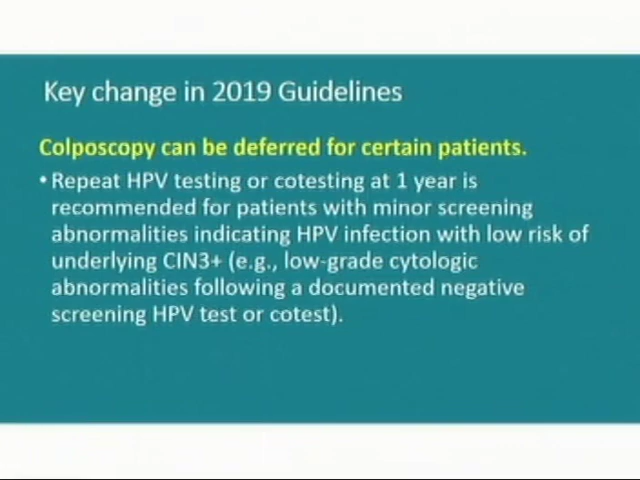 Key change in 2019 Guidelines
Colposcopy can be deferred for certain patients.
• Repeat HPV testing or cotesting at 1 year is
recommended for patients with minor screening
abnormalities indicating HPV infection with low risk of
underlying CIN3+ (e.g., low-grade cytologic
abnormalities following a documented negative
screening HPV test or cotest).